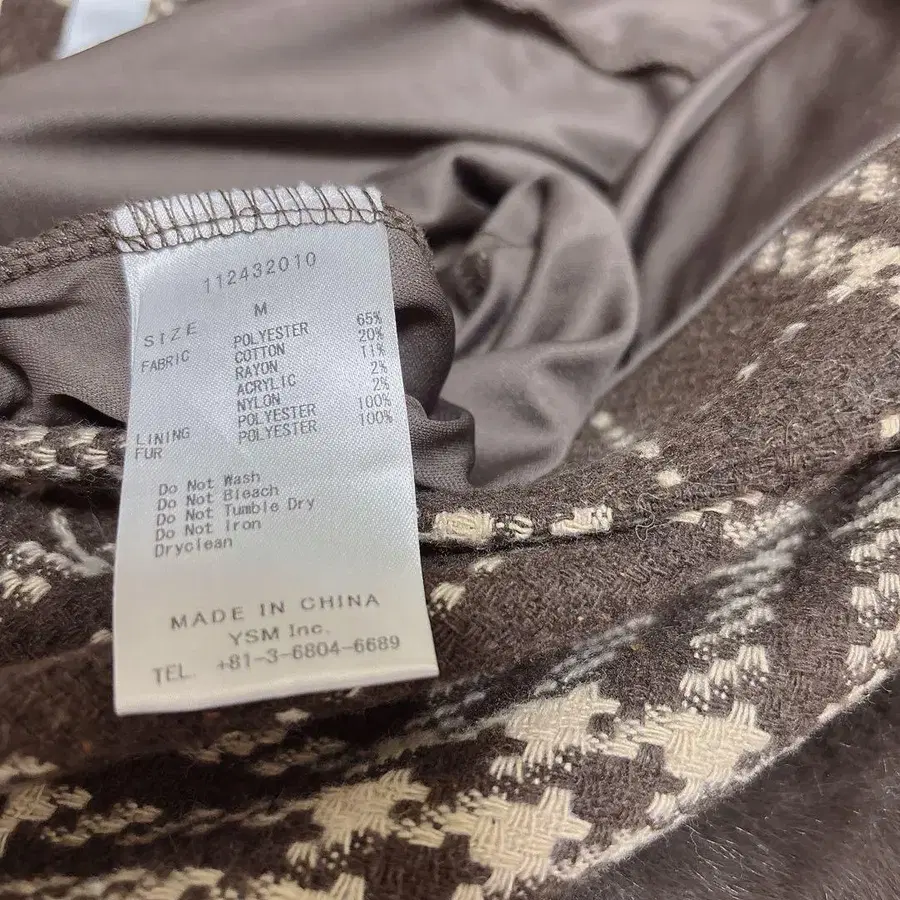 112432010
SIZE M
FABRIC POLYESTER 65%
COTTON 20%
RAYON 11%
ACRYLIC 2%
NYLON 2%
LINING POLYESTER 100%
FUR POLYESTER 100%
Do Not Wash
Do Not Bleach
Do Not Tumble Dry
Do Not Iron
Dryclean
MADE IN CHINA
YSM Inc.
TEL. +81-3-6804-6689